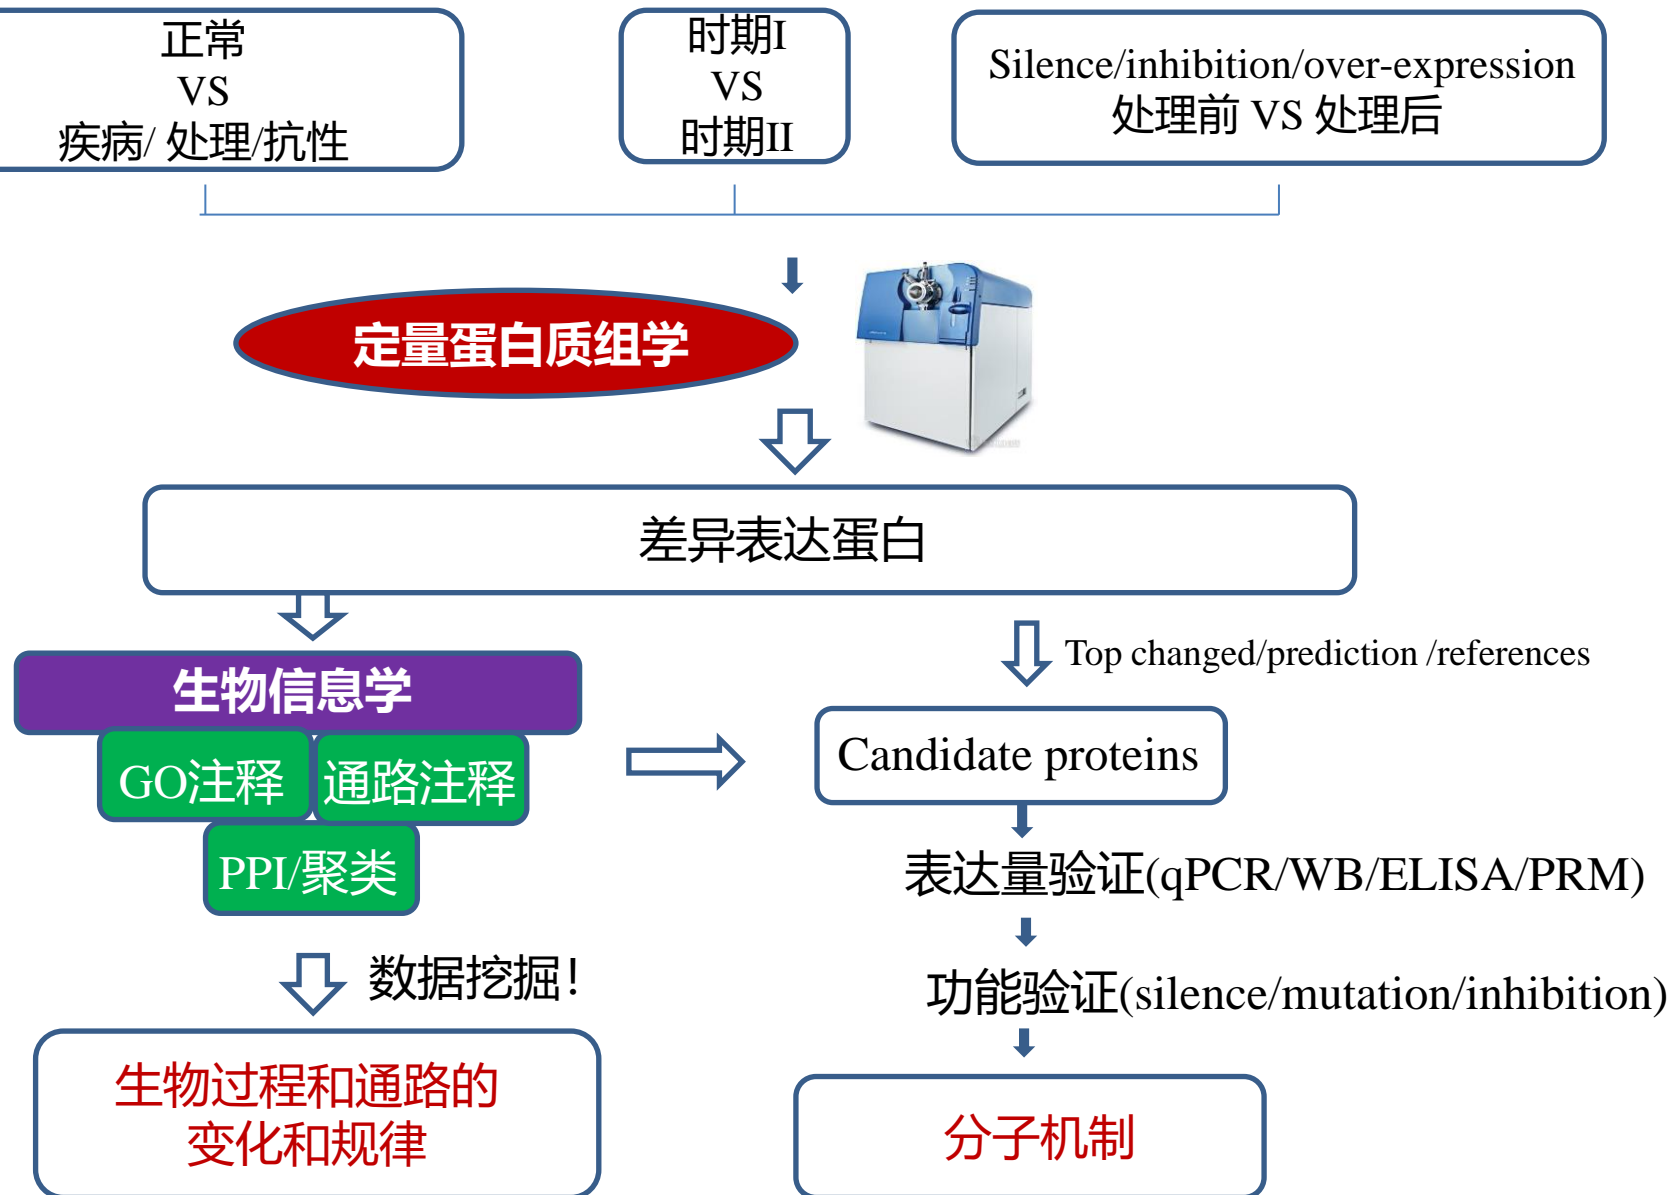 正常
VS
疾病/ 处理/抗性
时期I
VS
时期II
Silence/inhibition/over-expression
处理前 VS 处理后
定量蛋白质组学
差异表达蛋白
Top changed/prediction /references
生物信息学
GO注释
通路注释
PPI/聚类
Candidate proteins
表达量验证(qPCR/WB/ELISA/PRM)
数据挖掘!
功能验证(silence/mutation/inhibition)
生物过程和通路的
变化和规律
分子机制